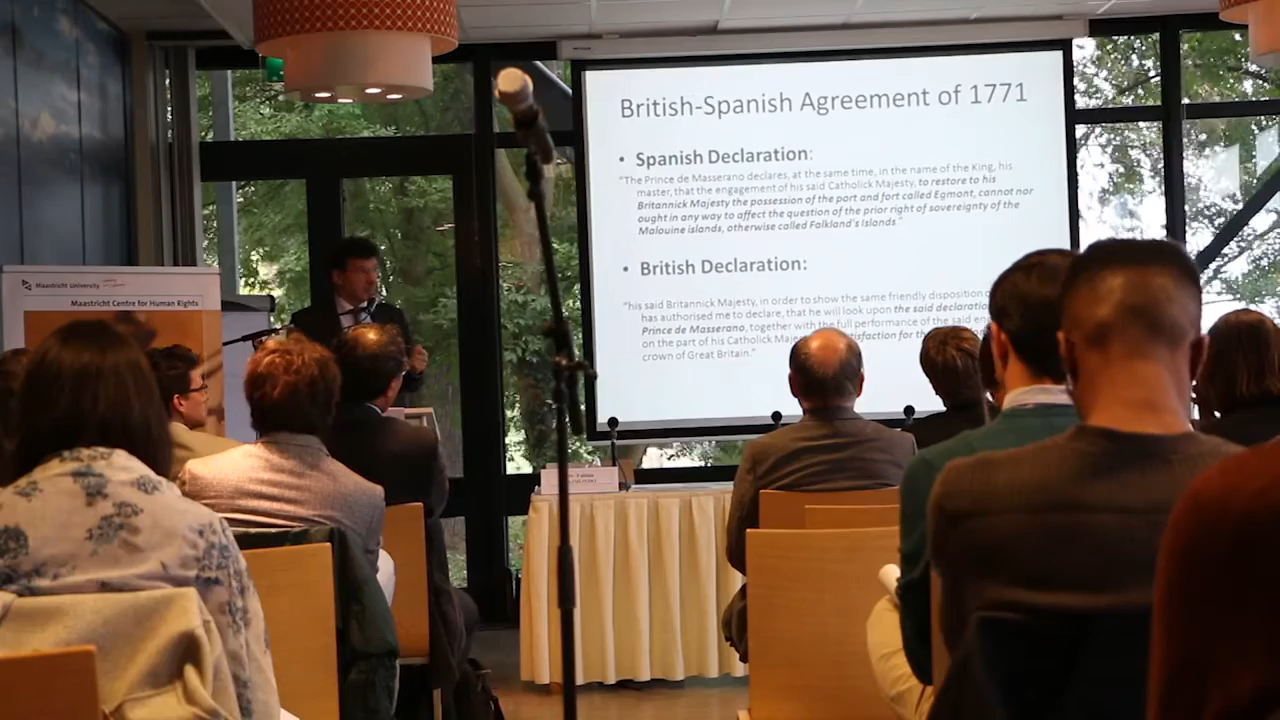 British-Spanish Agreement of 1771
• Spanish Declaration:
"The Prince de Masserano declares, at the same time, in the name of the King, his
master, that the engagement of his said Catholick Majesty, to restore to his
Britannick Majesty the possession of the port and fort called Egmont, cannot nor
ought in any way to affect the question of the prior right of sovereignty of the
Malouine islands, otherwise called Falkland's Islands"
• British Declaration:
"his said Britannick Majesty, in order to show the same friendly disposition
has authorised me to declare, that he will look upon the said declaration
Prince de Masserano, together with the full performance of the said
on the part of his Catholick
crown of Great Britain."
Maastricht University
Maastricht Centre for Human Rights